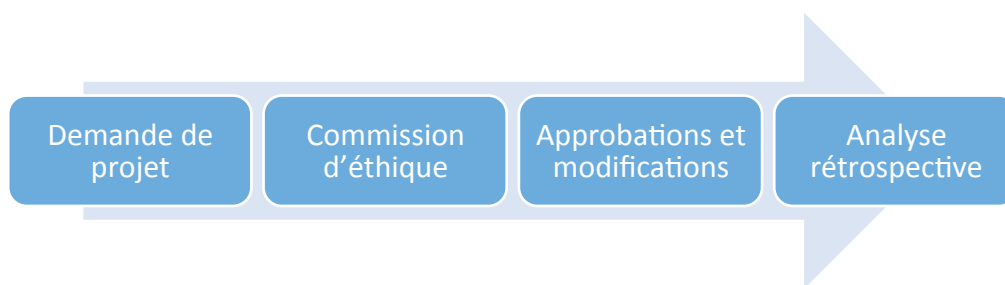 Demande de
projet
Commission
d’éthique
Approbations et
modifications
Analyse
rétrospective